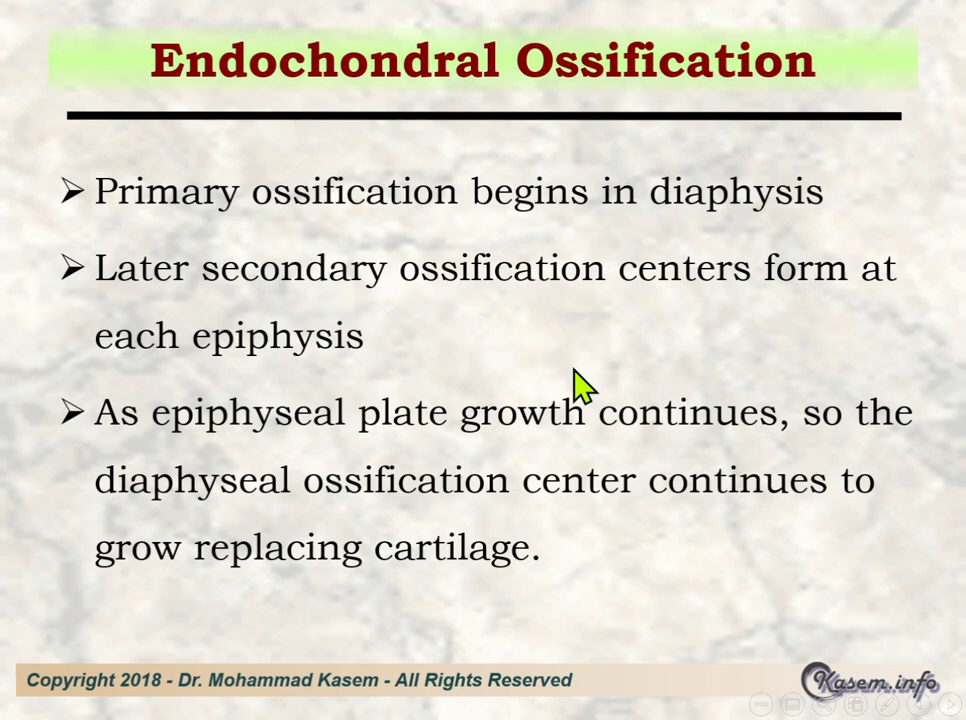 Endochondral Ossification
Primary ossification begins in diaphysis
Later secondary ossification centers form at
each epiphysis
As epiphyseal plate growth continues, so the
diaphyseal ossification center continues to
grow replacing cartilage.
Copyright 2018 - Dr. Mohammad Kasem - All Rights Reserved
Kasem.info